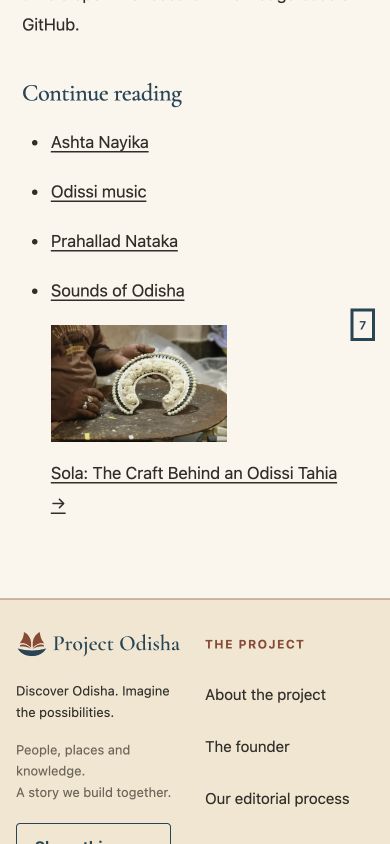 GitHub.
Continue reading
Ashta Nayika
Odissi music
Prahallad Nataka
Sounds of Odisha
7
Sola: The Craft Behind an Odissi Tahia
→
Project Odisha
Discover Odisha. Imagine
the possibilities.
People, places and
knowledge.
A story we build together.
THE PROJECT
About the project
The founder
Our editorial process